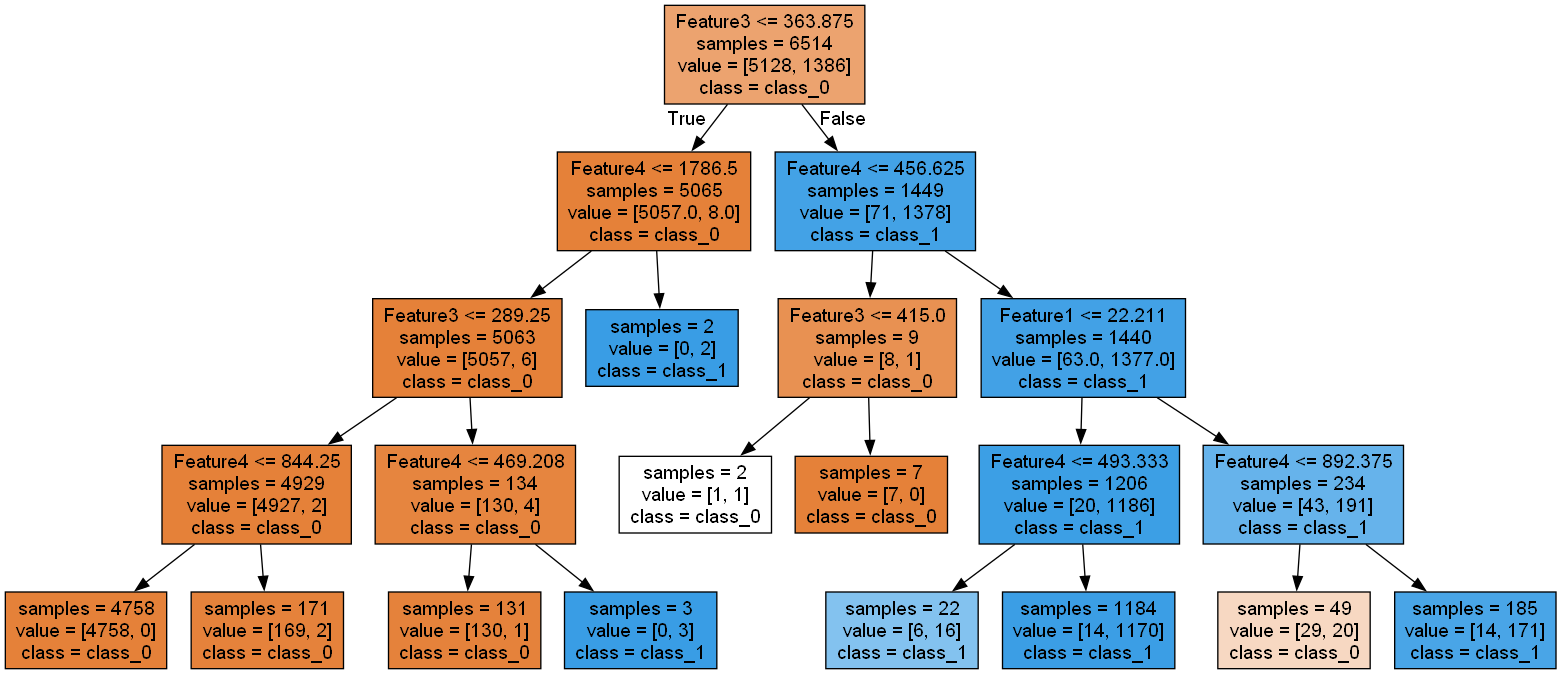 Feature3 <= 363.875
samples = 6514
value = [5128, 1386]
class = class_0
True
False
Feature4 <= 1786.5
samples = 5065
value = [5057.0, 8.0]
class = class_0
Feature4 <= 456.625
samples = 1449
value = [71, 1378]
class = class_1
Feature3 <= 289.25
samples = 5063
value = [5057, 6]
class = class_0
samples = 2
value = [0, 2]
class = class_1
Feature3 <= 415.0
samples = 9
value = [8, 1]
class = class_0
Feature1 <= 22.211
samples = 1440
value = [63.0, 1377.0]
class = class_1
Feature4 <= 844.25
samples = 4929
value = [4927, 2]
class = class_0
Feature4 <= 469.208
samples = 134
value = [130, 4]
class = class_0
samples = 2
value = [1, 1]
class = class_0
samples = 7
value = [7, 0]
class = class_0
Feature4 <= 493.333
samples = 1206
value = [20, 1186]
class = class_1
Feature4 <= 892.375
samples = 234
value = [43, 191]
class = class_1
samples = 4758
value = [4758, 0]
class = class_0
samples = 171
value = [169, 2]
class = class_0
samples = 131
value = [130, 1]
class = class_0
samples = 3
value = [0, 3]
class = class_1
samples = 22
value = [6, 16]
class = class_1
samples = 1184
value = [14, 1170]
class = class_1
samples = 49
value = [29, 20]
class = class_0
samples = 185
value = [14, 171]
class = class_1